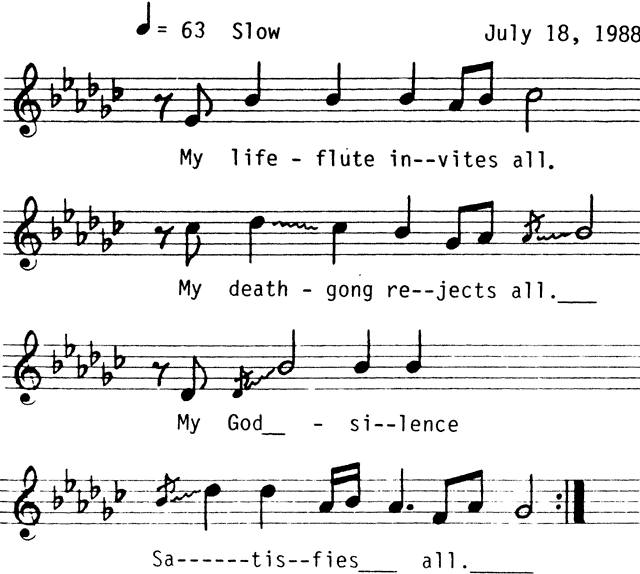 ♩ = 63 Slow July 18, 1988
My life - flute in--vites all.
My death - gong re--jects all.___
My God__ - si--lence
Sa------tis--fies___ all._____